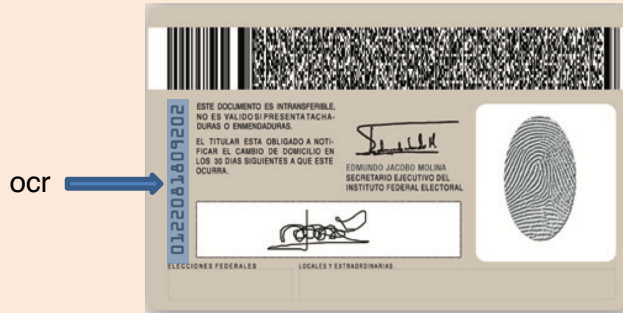 ocr
0122081809202
ESTE DOCUMENTO ES INTRANSFERIBLE,
NO ES VALIDO SI PRESENTA TACHA-
DURAS O ENMENDADURAS.
EL TITULAR ESTA OBLIGADO A NOTI-
FICAR EL CAMBIO DE DOMICILIO EN
LOS 30 DIAS SIGUIENTES A QUE ESTE
OCURRA.
EDMUNDO JACOBO MOLINA
SECRETARIO EJECUTIVO DEL
INSTITUTO FEDERAL ELECTORAL
ELECCIONES FEDERALES
LOCALES Y EXTRAORDINARIAS